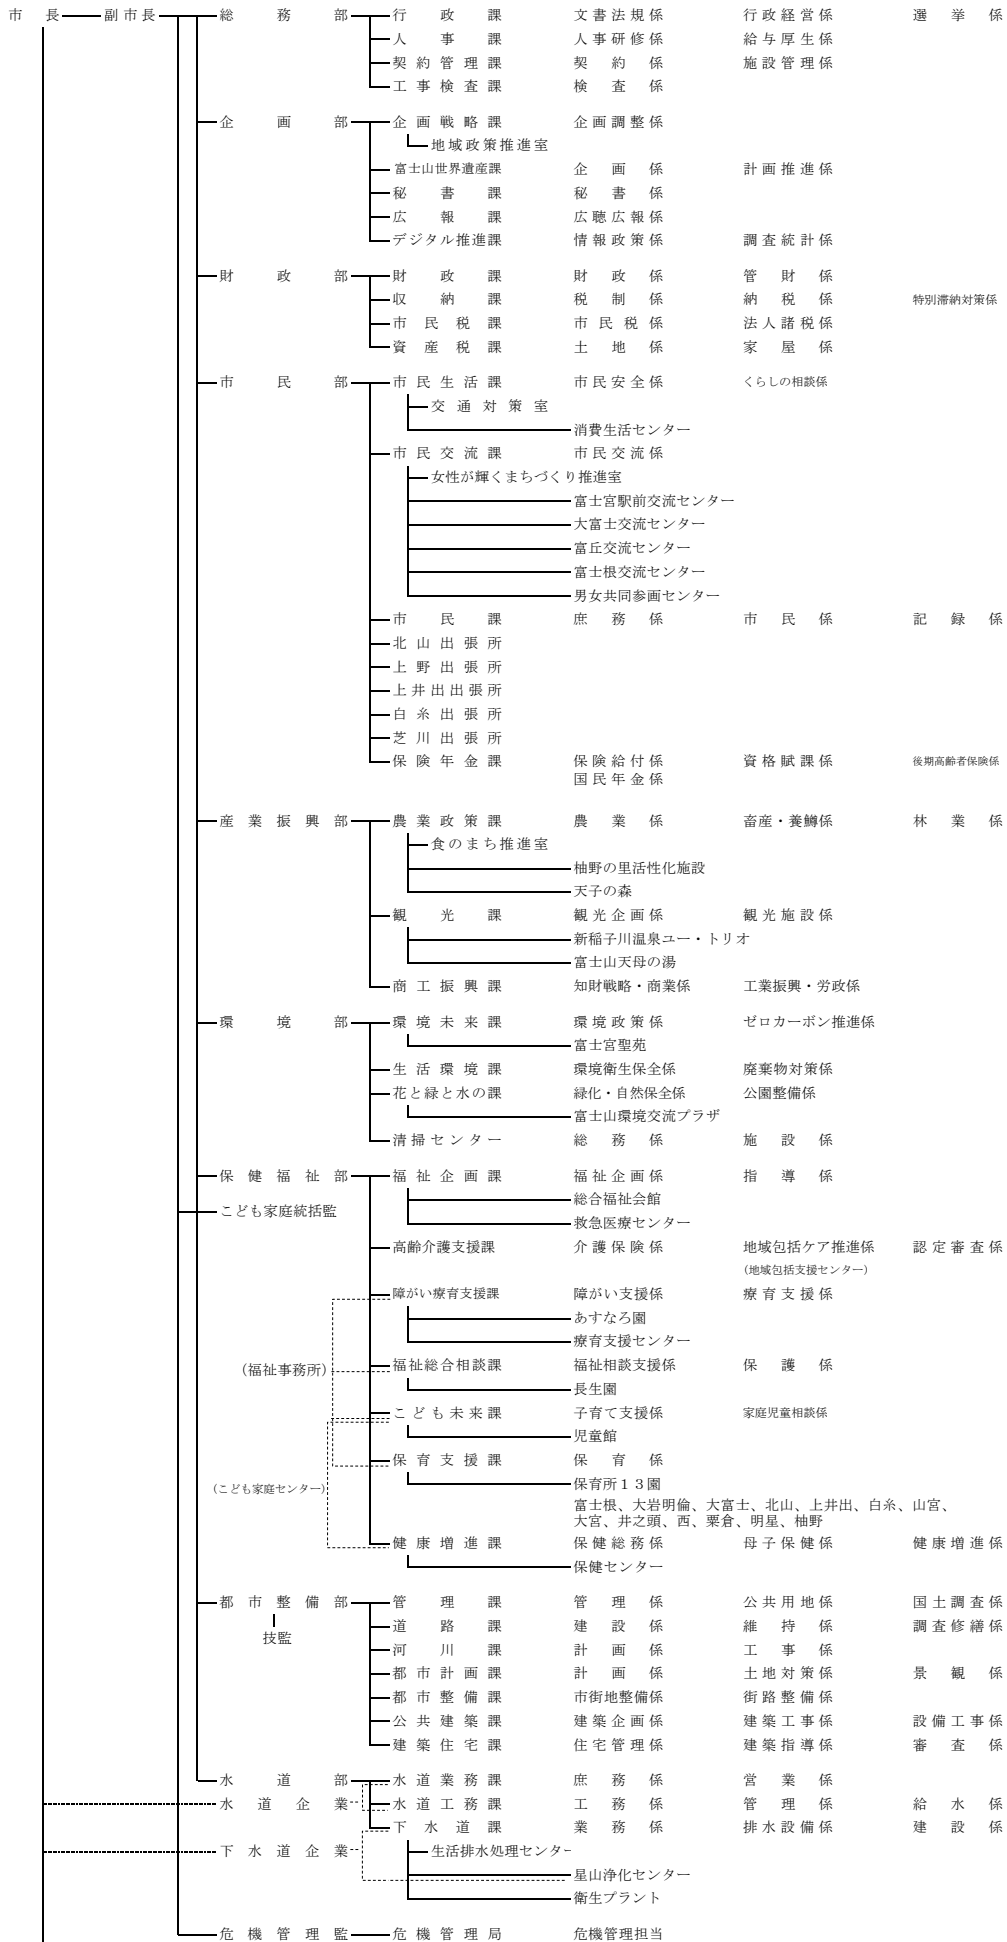 市長 副市長 総務部 行政課 文書法規係 行政経営係 選挙係
人事課 人事研修係 給与厚生係
契約管理課 契約係 施設管理係
工事検査課 検査係
企画部 企画戦略課 企画調整係
地域政策推進室
富士山世界遺産課 企画係 計画推進係
秘書課 秘書係
広報課 広聴広報係
デジタル推進課 情報政策係 調査統計係
財政部 財政課 財政係 管財係
収納課 税制係 納税係 特別滞納対策係
市民税課 市民税係 法人諸税係
資産税課 土地係 家屋係
市民部 市民生活課 市民安全係 くらしの相談係
交通対策室
消費生活センター
市民交流課 市民交流係
女性が輝くまちづくり推進室
富士宮駅前交流センター
大富士交流センター
富丘交流センター
富士根交流センター
男女共同参画センター
市民課 庶務係 市民係 記録係
北山出張所
上野出張所
上井出出張所
白糸出張所
芝川出張所
保険年金課 保険給付係 資格賦課係 後期高齢者保険係
国民年金係
産業振興部 農業政策課 農業係 畜産・養鱒係 林業係
食のまち推進室
柚野の里活性化施設
天子の森
観光課 観光企画係 観光施設係
新稲子川温泉ユー・トリオ
富士山天母の湯
商工振興課 知財戦略・商業係 工業振興・労政係
環境部 環境未来課 環境政策係 ゼロカーボン推進係
富士宮聖苑
生活環境課 環境衛生保全係 廃棄物対策係
花と緑と水の課 緑化・自然保全係 公園整備係
富士山環境交流プラザ
清掃センター 総務係 施設係
保健福祉部 福祉企画課 福祉企画係 指導係
総合福祉会館
こども家庭統括監
救急医療センター
高齢介護支援課 介護保険係 地域包括ケア推進係 認定審査係
(地域包括支援センター)
障がい療育支援課 障がい支援係 療育支援係
あすなろ園
療育支援センター
(福祉事務所) 福祉総合相談課 福祉相談支援係 保護係
長生園
こども未来課 子育て支援係 家庭児童相談係
児童館
保育支援課 保育係
(こども家庭センター) 保育所13園
富士根、大岩明倫、大富士、北山、上井出、白糸、山宮、
大宮、井之頭、西、粟倉、明星、柚野
健康増進課 保健総務係 母子保健係 健康増進係
保健センター
都市整備部 管理課 管理係 公共用地係 国土調査係
道路課 建設係 維持係 調査修繕係
技監
河川課 計画係 工事係
都市計画課 計画係 土地対策係 景観係
都市整備課 市街地整備係 街路整備係
公共建築課 建築企画係 建築工事係 設備工事係
建築住宅課 住宅管理係 建築指導係 審査係
水道部 水道業務課 庶務係 営業係
水道企業 水道工務課 工務係 管理係 給水係
下水道課 業務係 排水設備係 建設係
下水道企業 生活排水処理センター
星山浄化センター
衛生プラント
危機管理監 危機管理局 危機管理担当